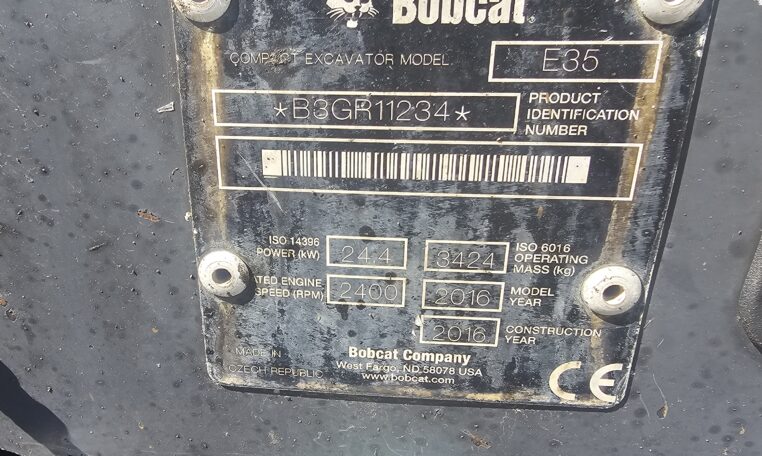 Bobcat
COMPACT EXCAVATOR MODEL E35
*B3GR11234* PRODUCT IDENTIFICATION NUMBER
ISO 14396 POWER (kW) 24.4
3424 ISO 6016 OPERATING MASS (kg)
TED ENGINE SPEED (RPM) 2400
2016 MODEL YEAR
2016 CONSTRUCTION YEAR
MADE IN
CZECH REPUBLIC
Bobcat Company
West Fargo, ND 58078 USA
www.bobcat.com
CE